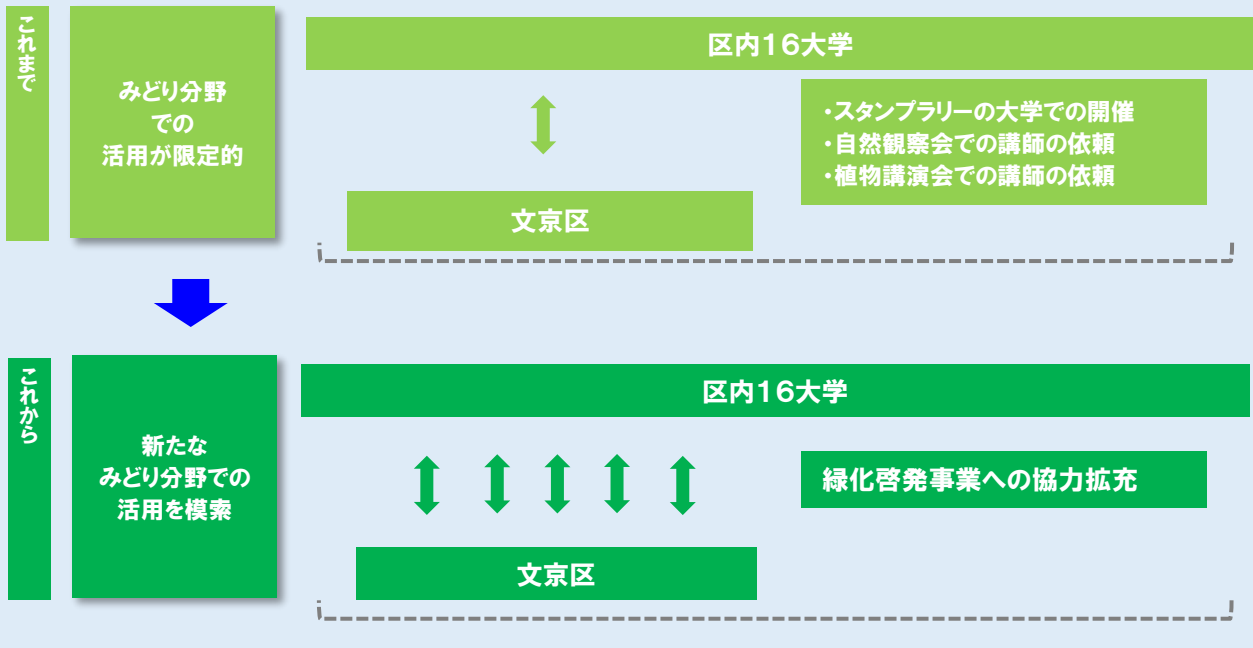 これまで
みどり分野
での
活用が限定的
区内16大学
・スタンプラリーの大学での開催
・自然観察会での講師の依頼
・植物講演会での講師の依頼
文京区
これから
新たな
みどり分野での
活用を模索
区内16大学
緑化啓発事業への協力拡充
文京区